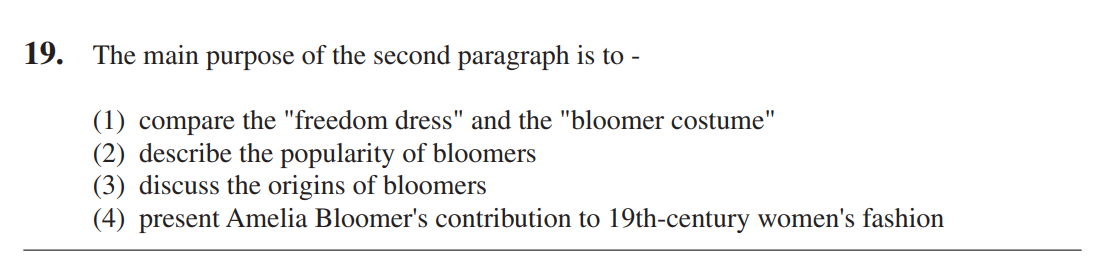 19. The main purpose of the second paragraph is to -
(1) compare the "freedom dress" and the "bloomer costume"
(2) describe the popularity of bloomers
(3) discuss the origins of bloomers
(4) present Amelia Bloomer's contribution to 19th-century women's fashion